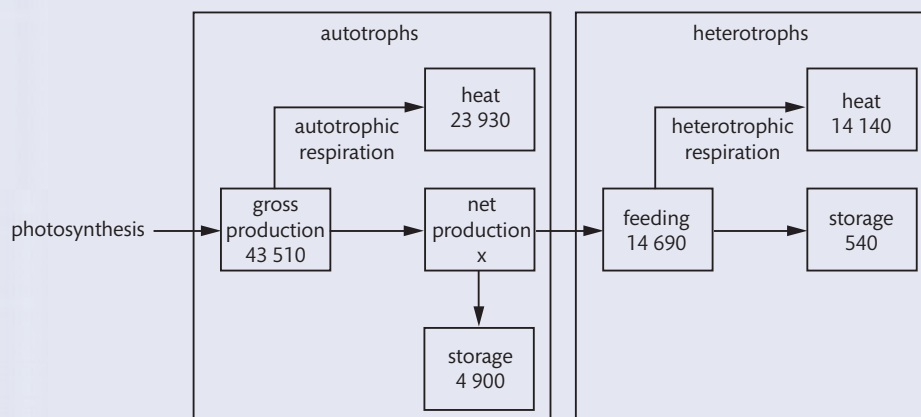 autotrophs
heterotrophs
heat
23 930
heat
14 140
autotrophic
respiration
heterotrophic
respiration
photosynthesis
gross
production
43 510
net
production
x
feeding
14 690
storage
540
storage
4 900